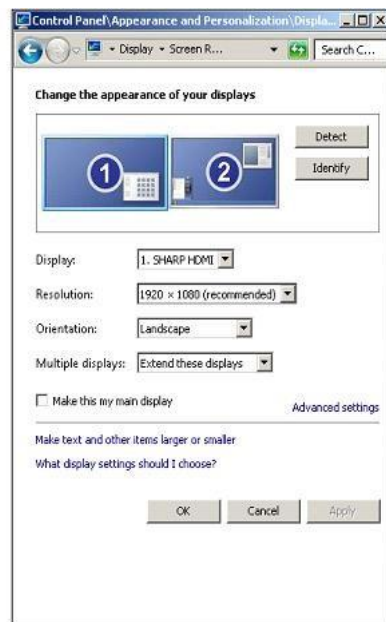 Control Panel\Appearance and Personalization\Displa...
Display Screen R... Search C...
Change the appearance of your displays
1
2
Detect
Identify
Display: 1. SHARP HDMI
Resolution: 1920 × 1080 (recommended)
Orientation: Landscape
Multiple displays: Extend these displays
Make this my main display
Advanced settings
Make text and other items larger or smaller
What display settings should I choose?
OK Cancel Apply